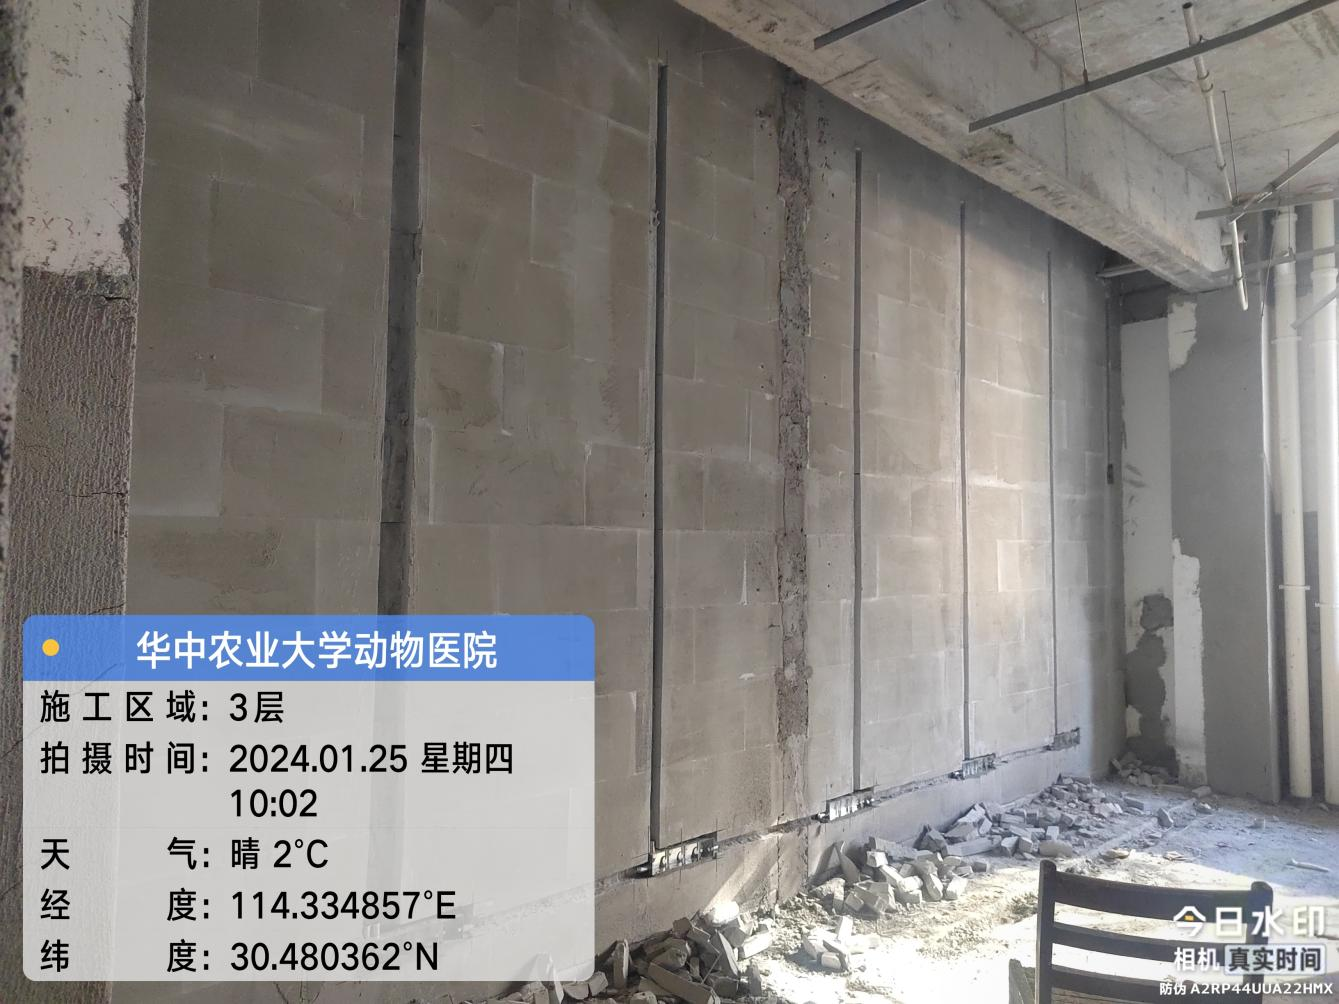 华中农业大学动物医院
施工区域：3层
拍摄时间：2024.01.25 星期四
10:02
天气：晴 2℃
经度：114.334857°E
纬度：30.480362°N
今日水印
相机 真实时间
防伪 A2RP44UUA22HMX